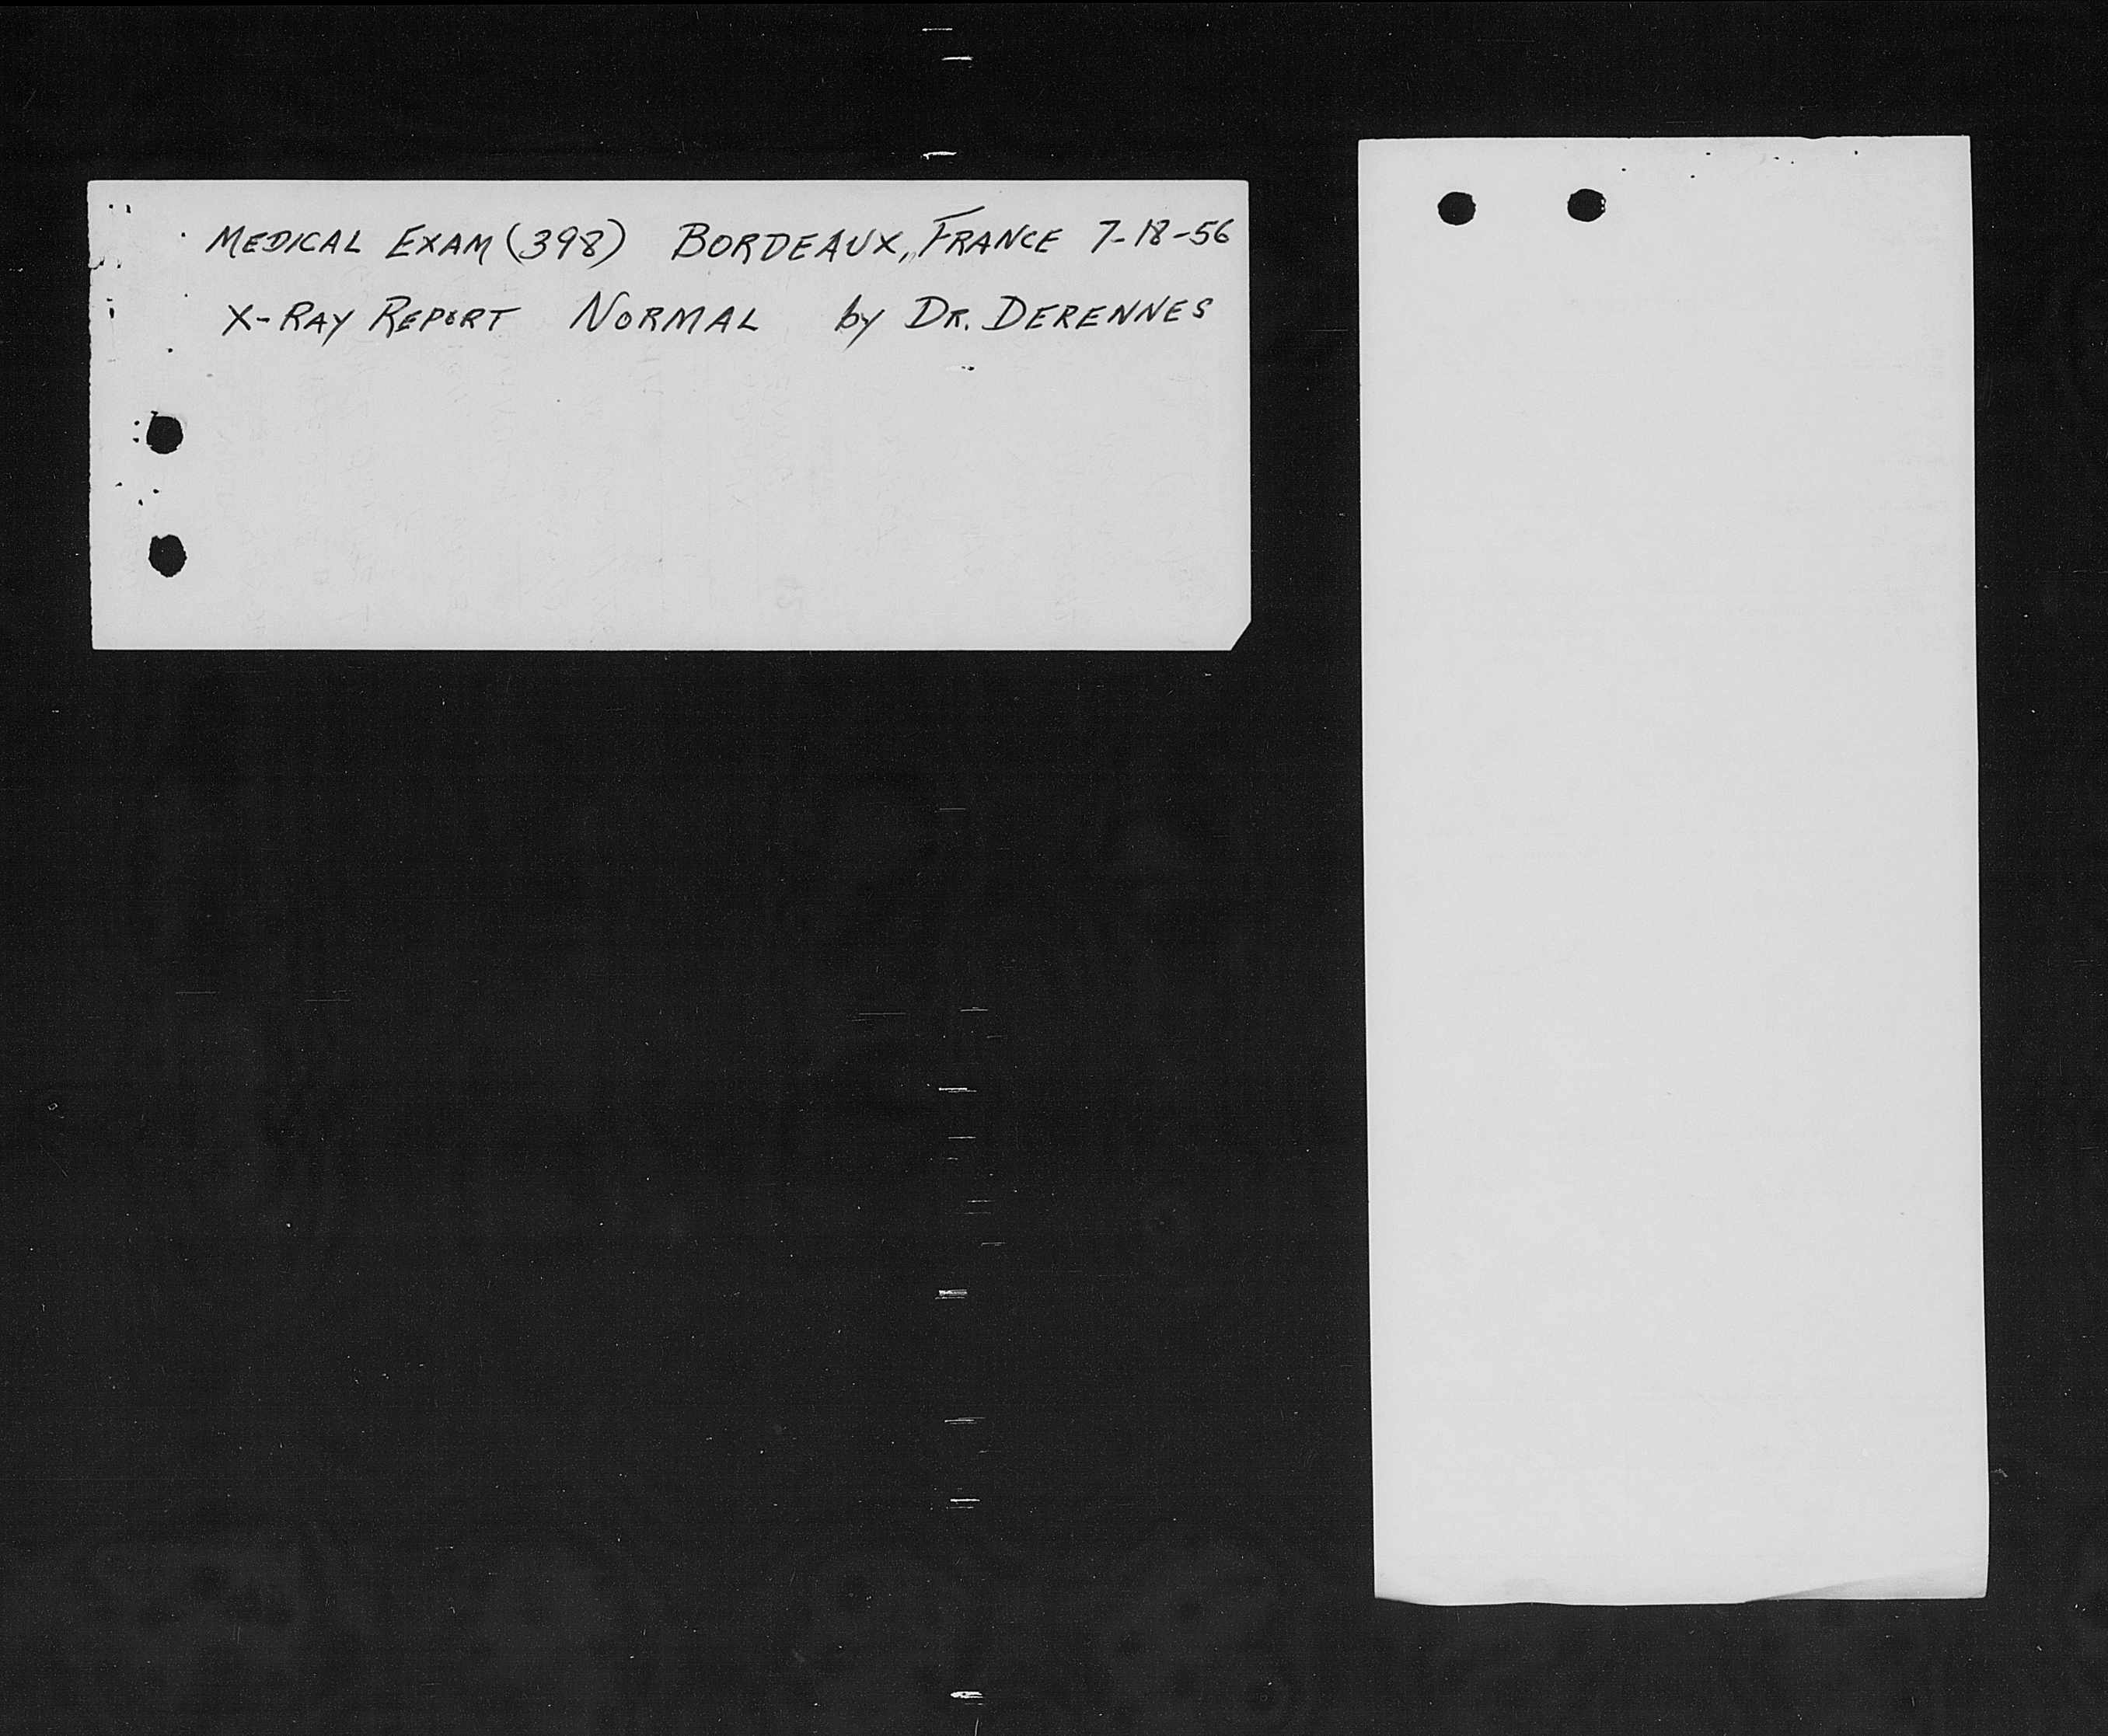 MEDICAL EXAM (398) BORDEAUX, FRANCE 7-18-56
X-RAY REPORT NORMAL by DR. DERENNES